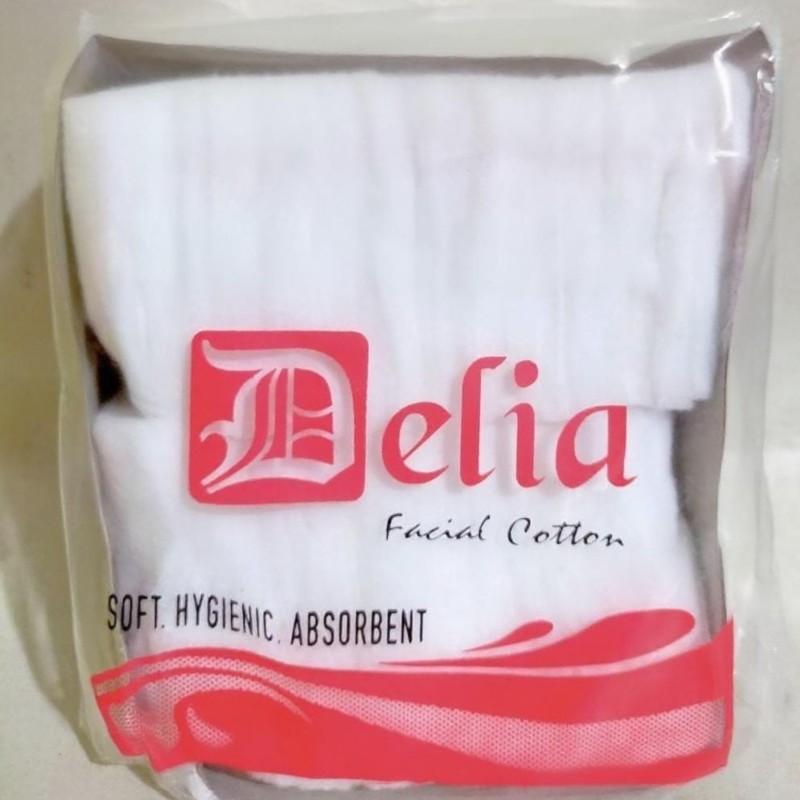 Delia
Facial Cotton
SOFT. HYGIENIC. ABSORBENT